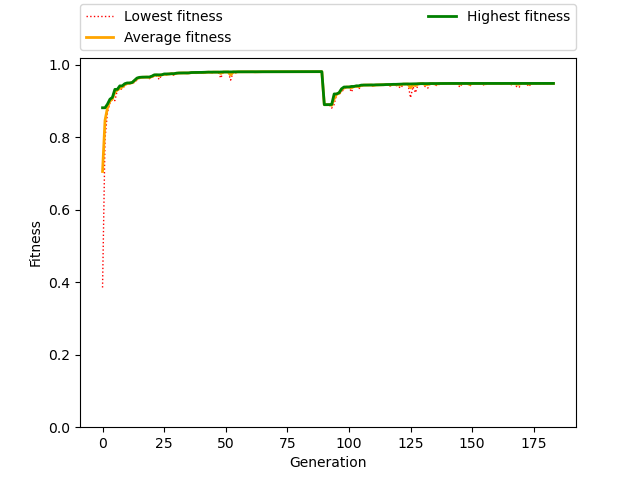 Lowest fitness
Average fitness
Highest fitness
1.0
0.8
0.6
0.4
0.2
0.0
Fitness
0 25 50 75 100 125 150 175
Generation